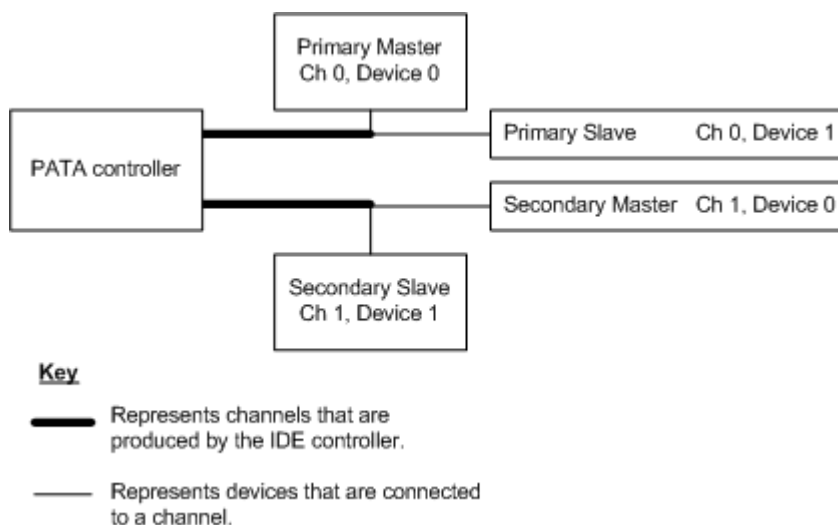 Primary Master
Ch 0, Device 0
PATA controller
Primary Slave Ch 0, Device 1
Secondary Master Ch 1, Device 0
Secondary Slave
Ch 1, Device 1
Key
Represents channels that are
produced by the IDE controller.
Represents devices that are connected
to a channel.